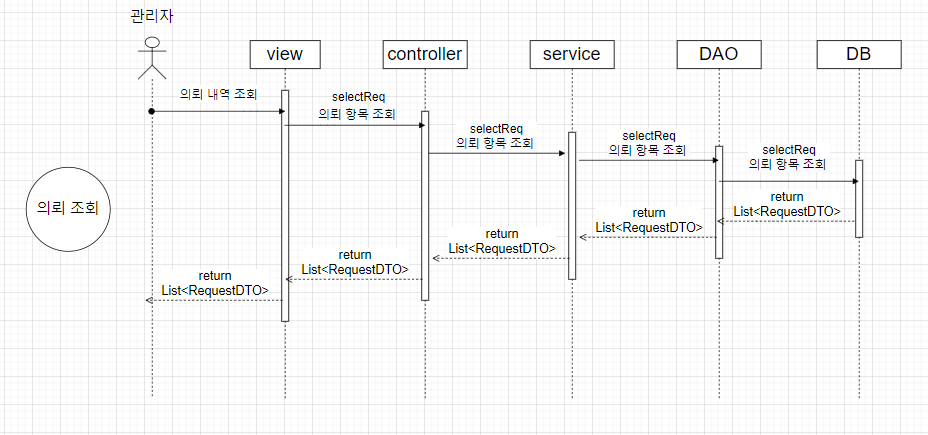 관리자
view
controller
service
DAO
DB
의뢰 내역 조회
selectReq
의뢰 항목 조회
selectReq
의뢰 항목 조회
selectReq
의뢰 항목 조회
selectReq
의뢰 항목 조회
의뢰 조회
return
List<RequestDTO>
return
List<RequestDTO>
return
List<RequestDTO>
return
List<RequestDTO>
return
List<RequestDTO>